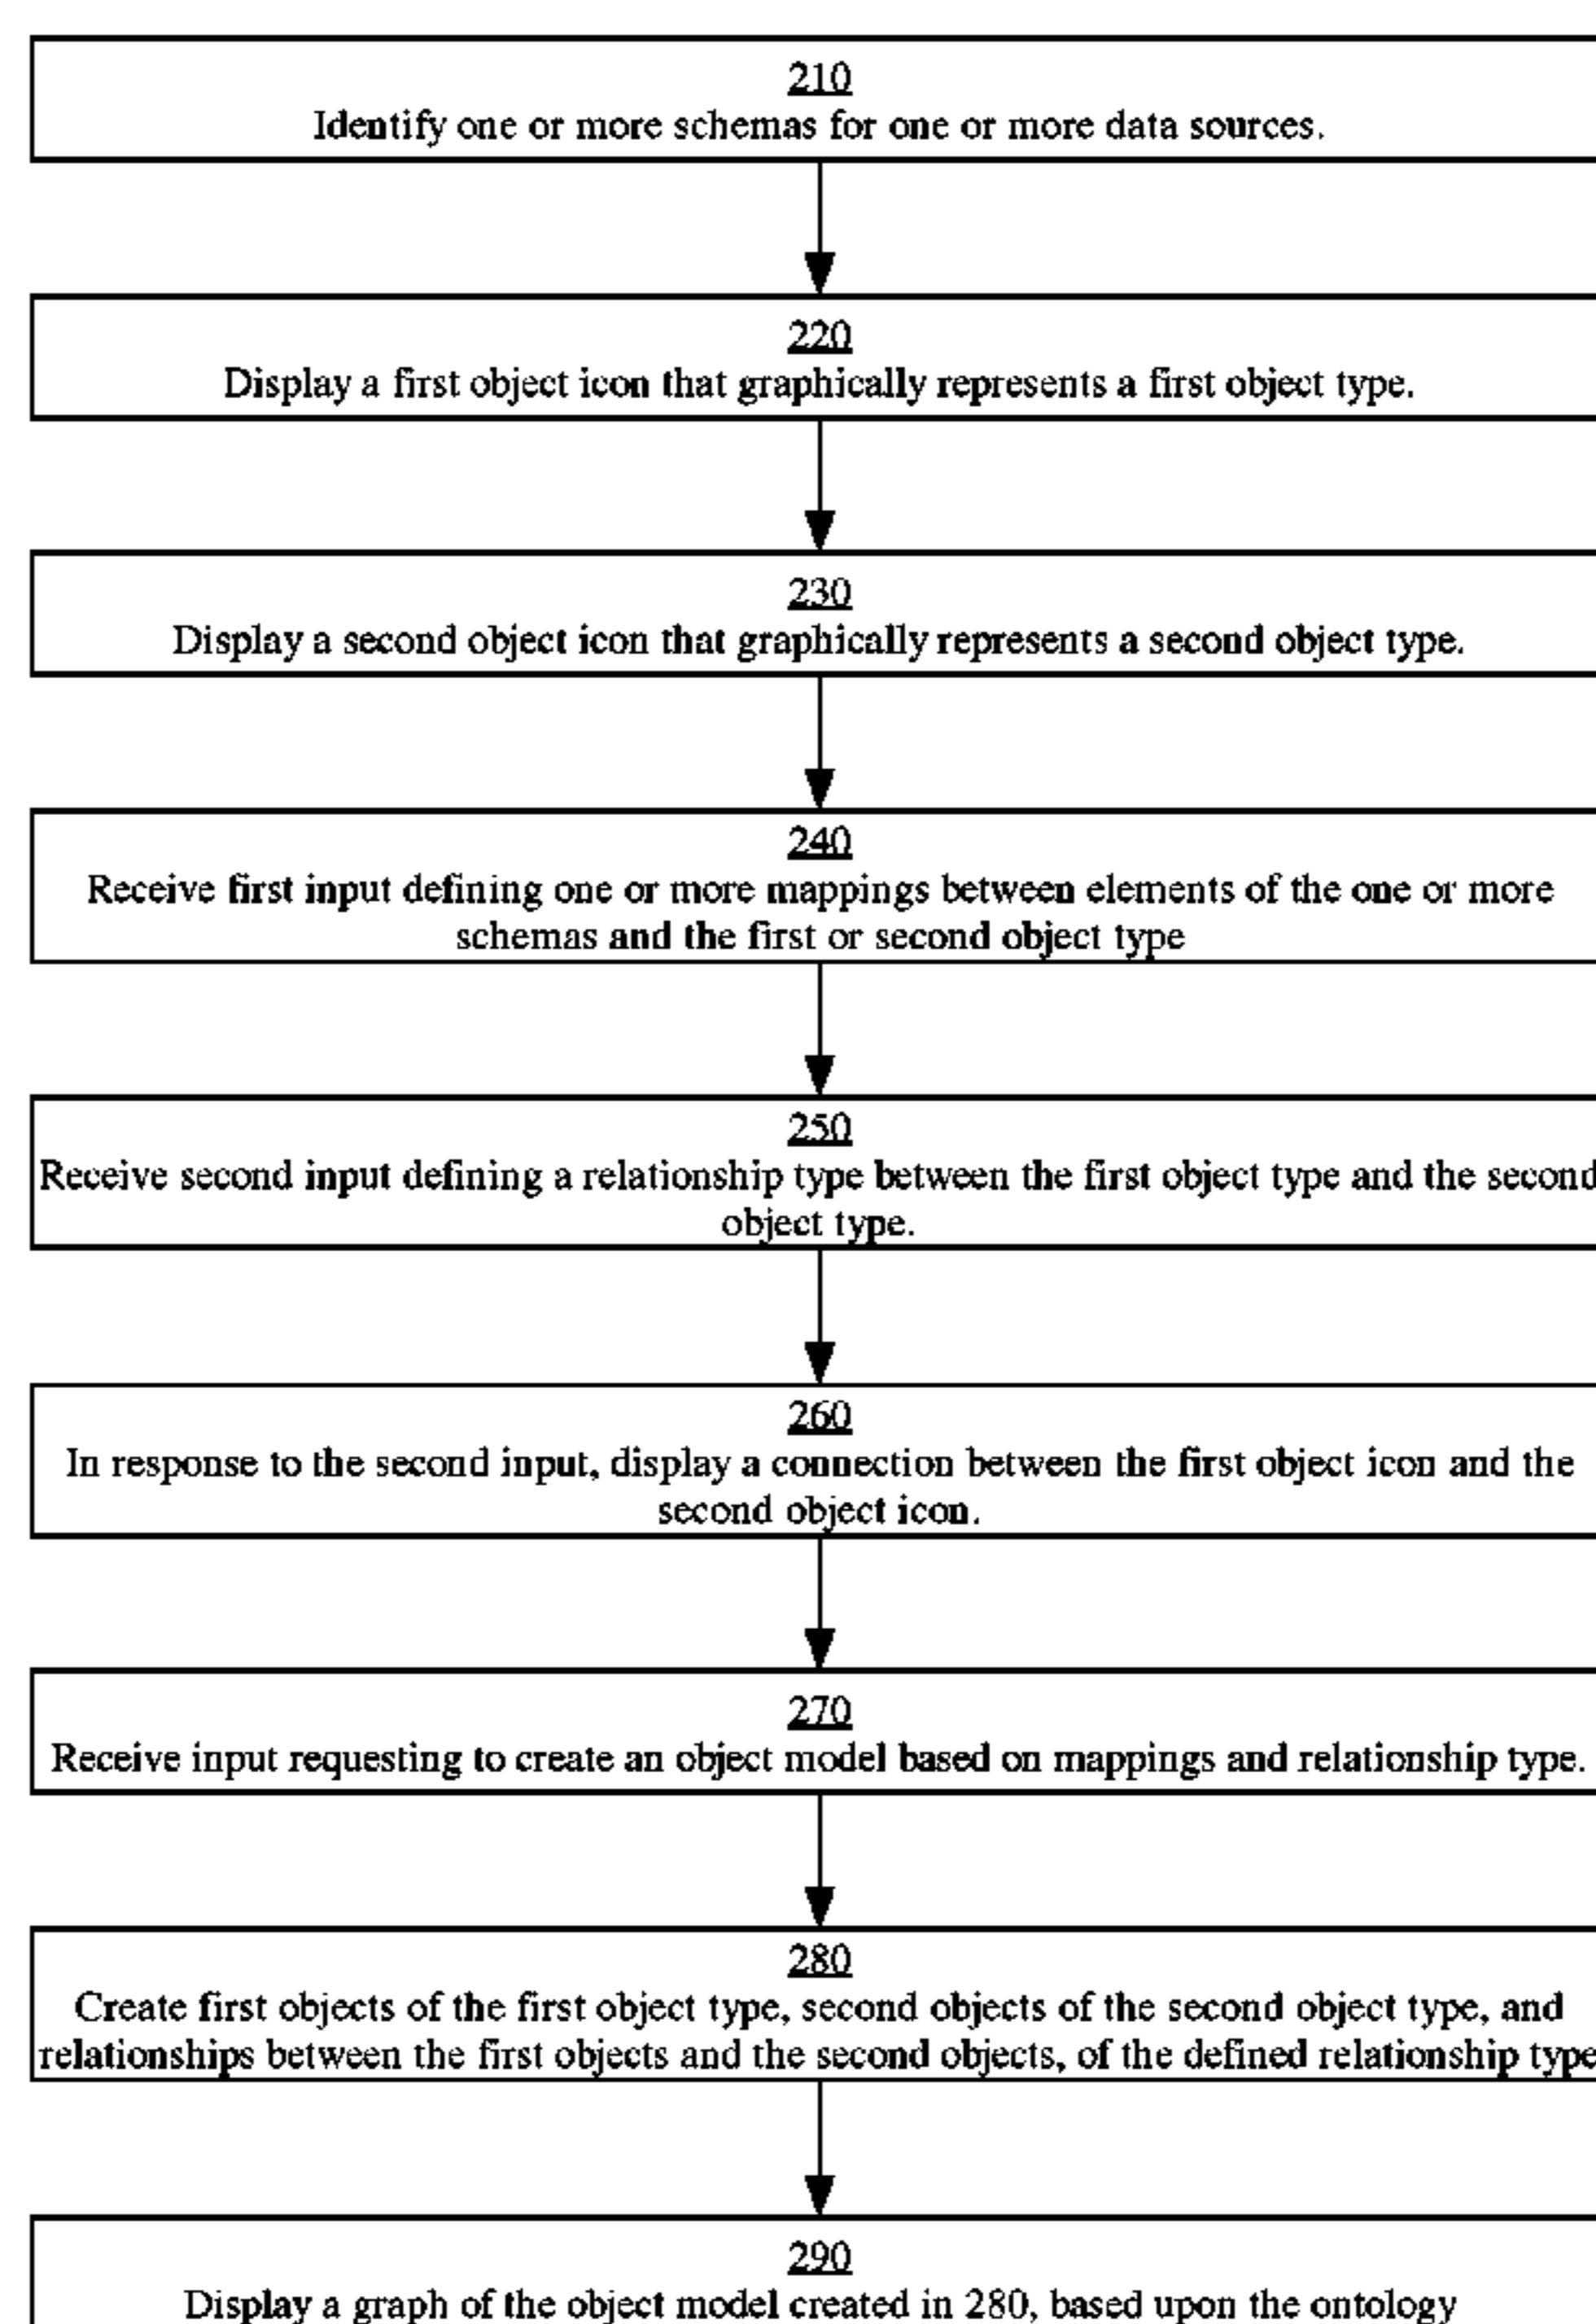 210
Identify one or more schemas for one or more data sources.
220
Display a first object icon that graphically represents a first object type.
230
Display a second object icon that graphically represents a second object type.
240
Receive first input defining one or more mappings between elements of the one or more
schemas and the first or second object type
250
Receive second input defining a relationship type between the first object type and the second
object type.
260
In response to the second input, display a connection between the first object icon and the
second object icon.
270
Receive input requesting to create an object model based on mappings and relationship type.
280
Create first objects of the first object type, second objects of the second object type, and
relationships between the first objects and the second objects, of the defined relationship type
290
Display a graph of the object model created in 280, based upon the ontology